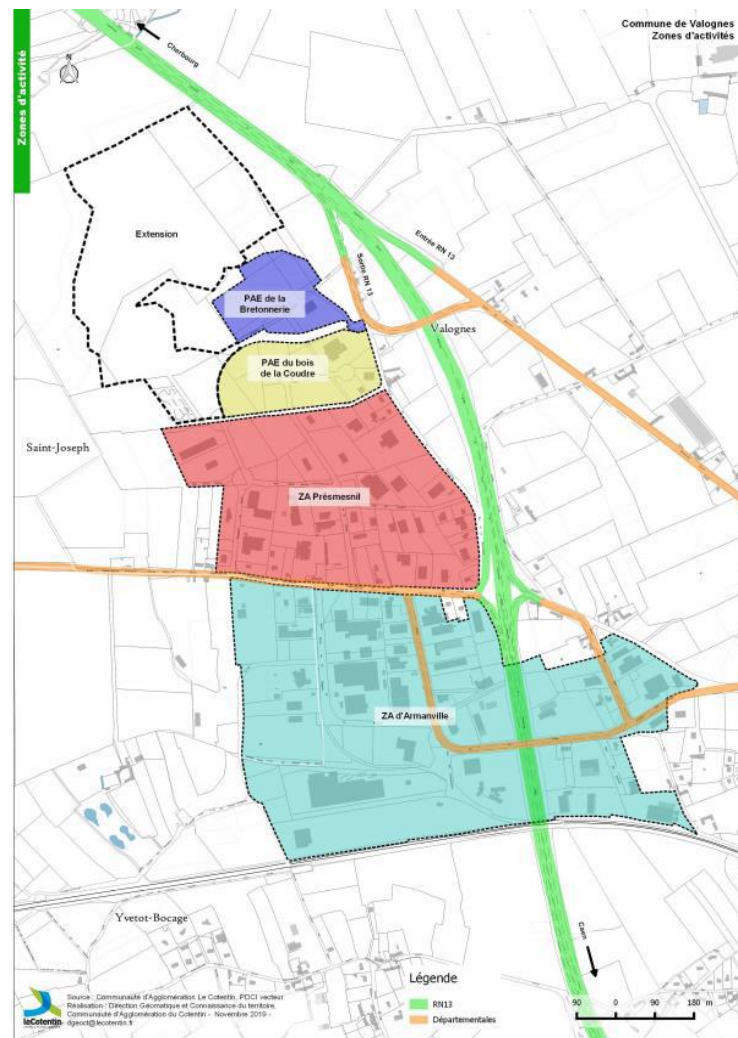 Commune de Valognes
Zones d'activités
Zones d'activité
Cherbourg
N
Extension
Entrée RN 13
Sortie RN 13
PAE de la
Bretonnerie
Valognes
PAE du bois
de la Coudre
Saint-Joseph
ZA Présmesnil
ZA d'Armanville
Yvetot-Bocage
Caen
Légende
RN13
Départementales
90 0 90 180 m
leCotentin
Source : Communauté d'Agglomération Le Cotentin, PDCI vecteur
Réalisation : Direction Géomatique et Connaissance du territoire,
Communauté d'Agglomération du Cotentin - Novembre 2019 -
dgeoct@lecotentin.fr